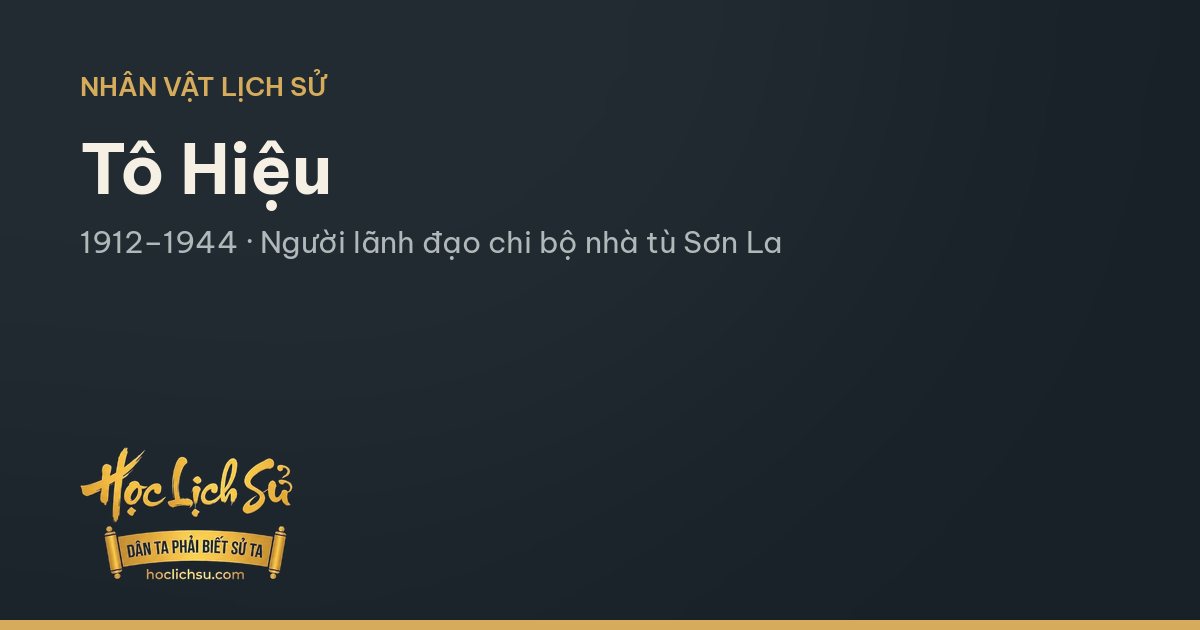 NHÂN VẬT LỊCH SỬ
Tô Hiệu
1912–1944 · Người lãnh đạo chi bộ nhà tù Sơn La
Học Lịch Sử
DÂN TA PHẢI BIẾT SỬ TA
hoclichsu.com